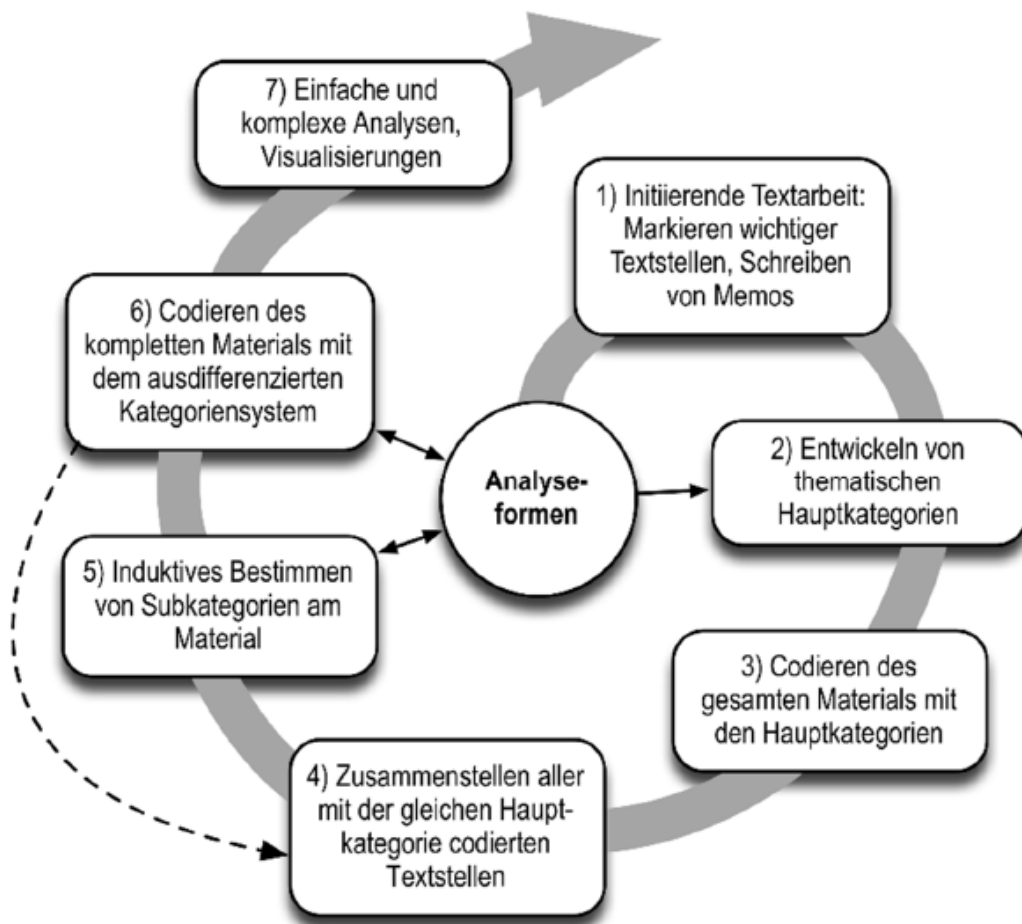 7) Einfache und
komplexe Analysen,
Visualisierungen
1) Initiierende Textarbeit:
Markieren wichtiger
Textstellen, Schreiben
von Memos
6) Codieren des
kompletten Materials mit
dem ausdifferenzierten
Kategoriensystem
Analyse-
formen
2) Entwickeln von
thematischen
Hauptkategorien
5) Induktives Bestimmen
von Subkategorien am
Material
3) Codieren des
gesamten Materials mit
den Hauptkategorien
4) Zusammenstellen aller
mit der gleichen Haupt-
kategorie codierten
Textstellen